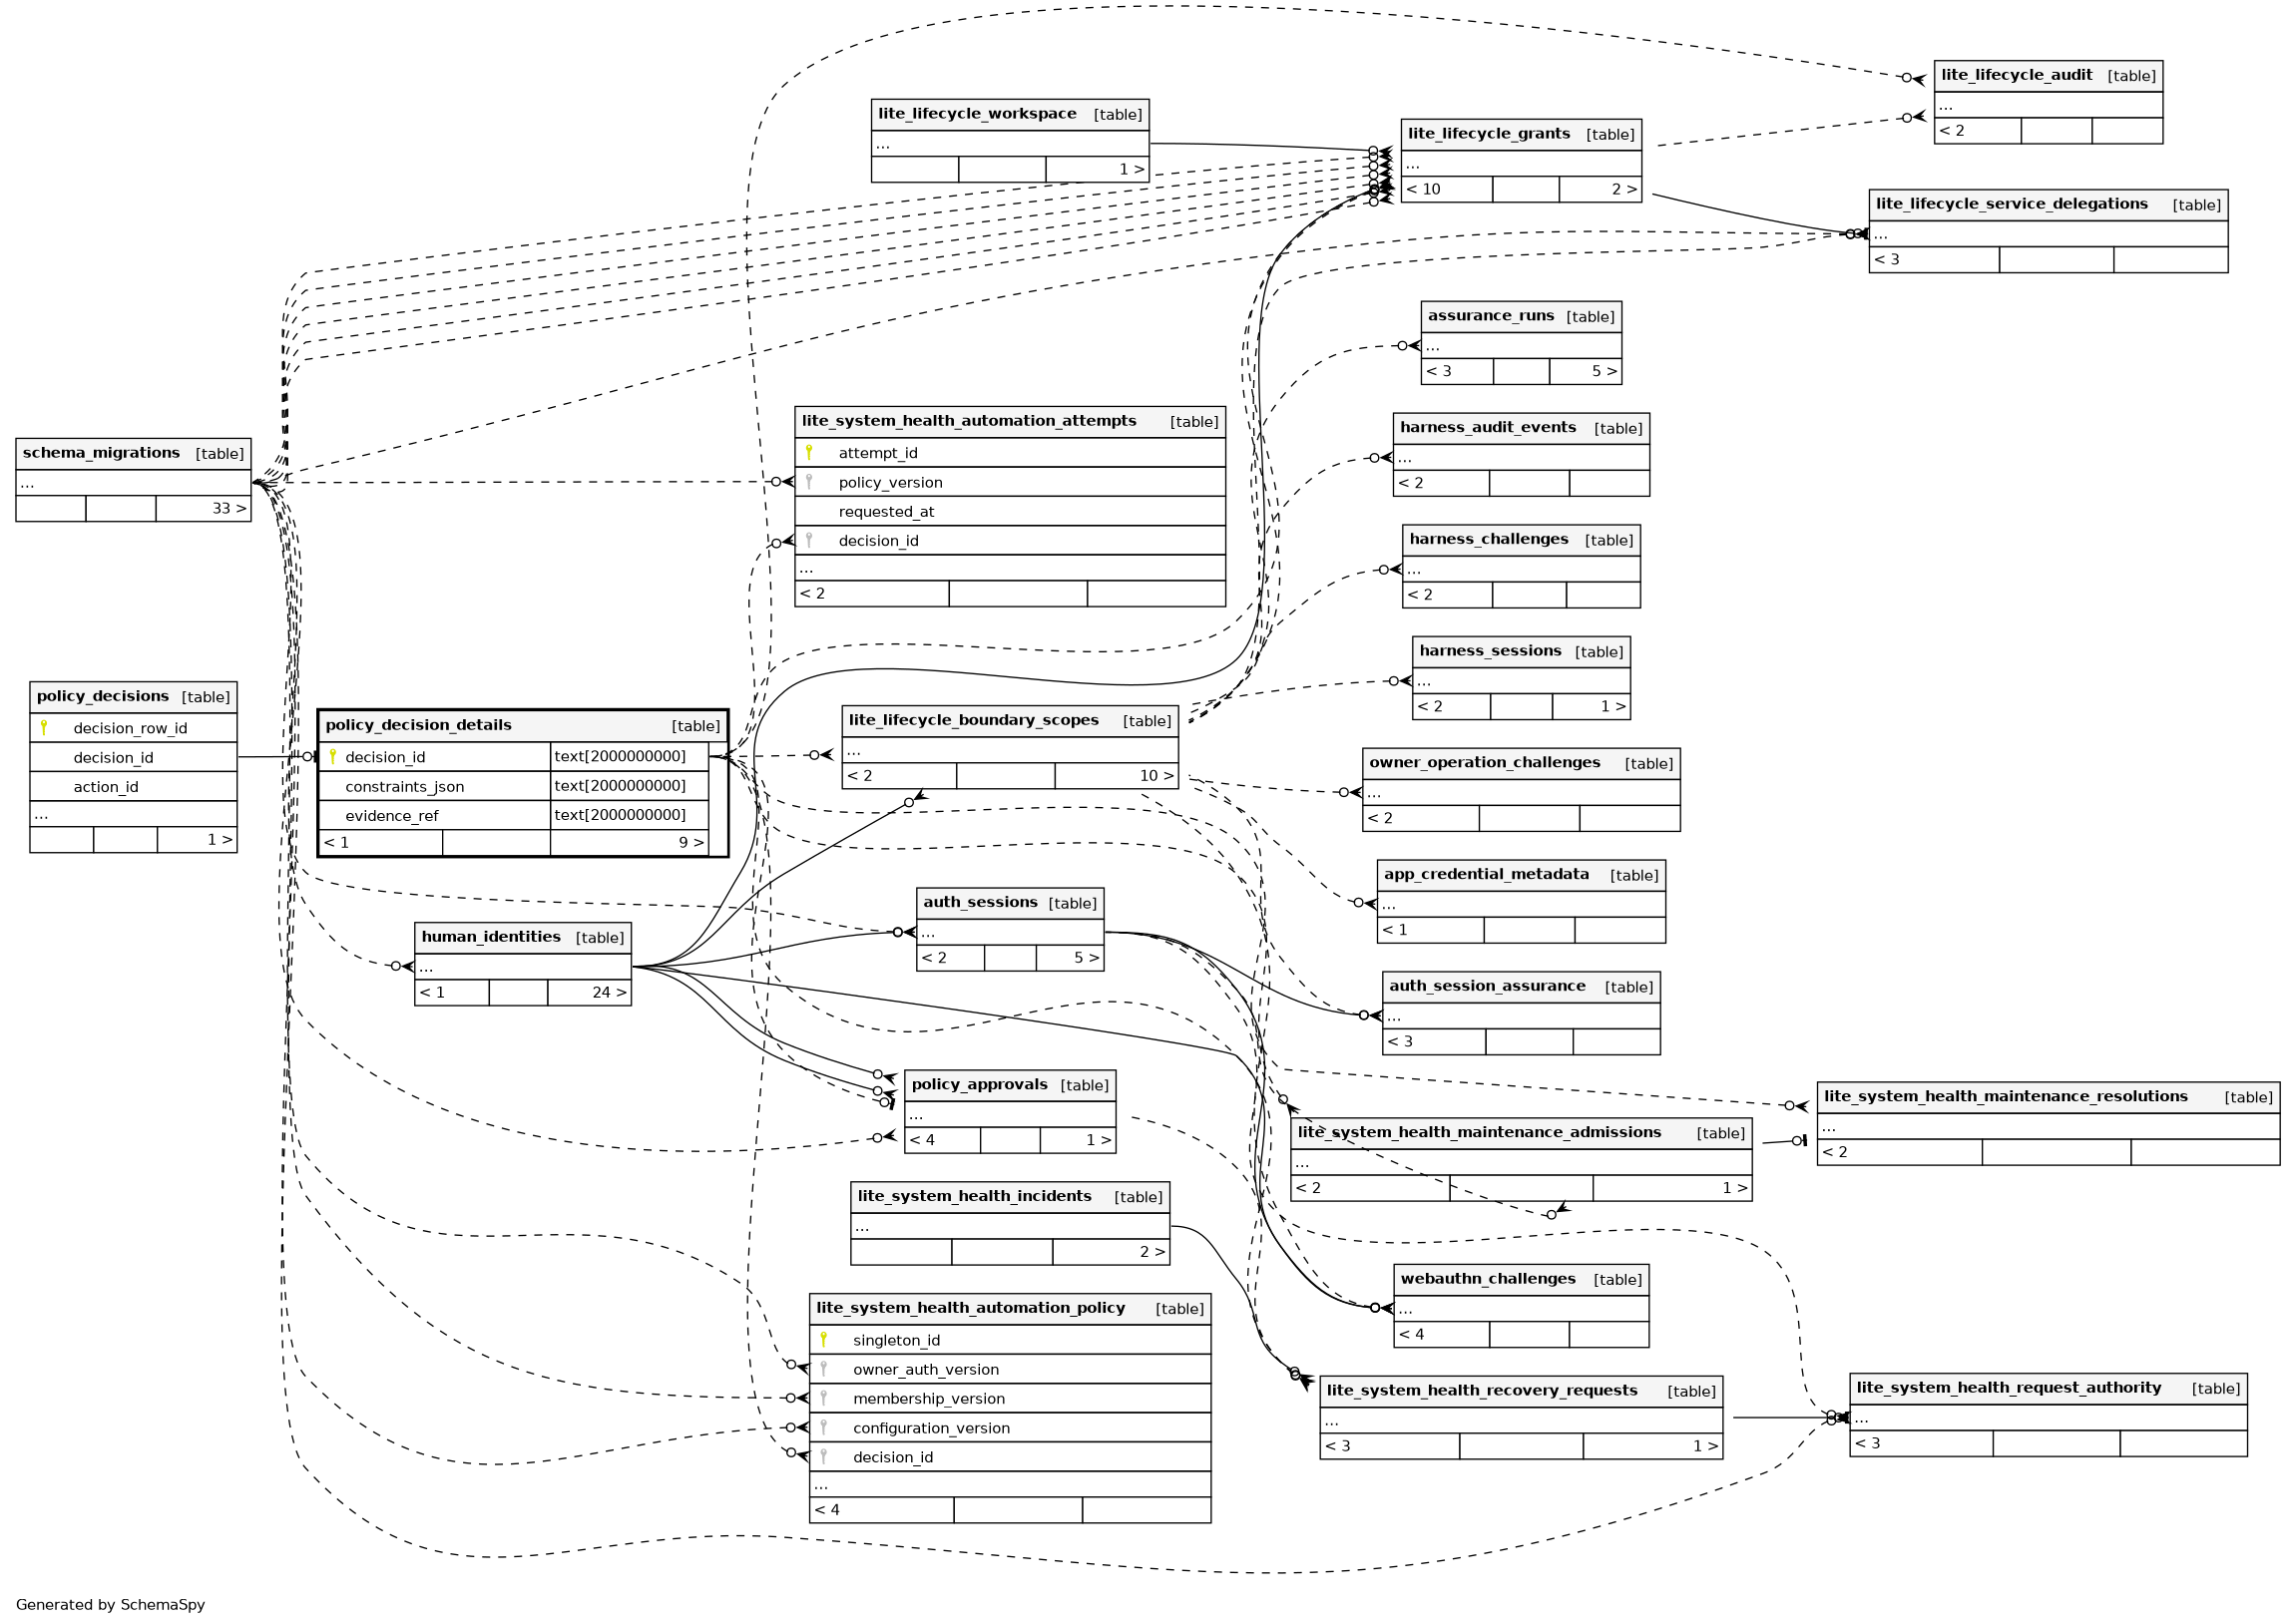 lite_lifecycle_audit [table]
...
< 2
lite_lifecycle_workspace [table]
...
1 >
lite_lifecycle_grants [table]
...
< 10 2 >
lite_lifecycle_service_delegations [table]
...
< 3
assurance_runs [table]
...
< 3 5 >
lite_system_health_automation_attempts [table]
attempt_id
policy_version
requested_at
decision_id
...
< 2
harness_audit_events [table]
...
< 2
schema_migrations [table]
...
33 >
harness_challenges [table]
...
< 2
harness_sessions [table]
...
< 2 1 >
policy_decisions [table]
decision_row_id
decision_id
action_id
...
1 >
policy_decision_details [table]
decision_id text[2000000000]
constraints_json text[2000000000]
evidence_ref text[2000000000]
< 1 9 >
lite_lifecycle_boundary_scopes [table]
...
< 2 10 >
owner_operation_challenges [table]
...
< 2
app_credential_metadata [table]
...
< 1
auth_sessions [table]
...
< 2 5 >
human_identities [table]
...
< 1 24 >
auth_session_assurance [table]
...
< 3
policy_approvals [table]
...
< 4 1 >
lite_system_health_maintenance_resolutions [table]
...
< 2
lite_system_health_maintenance_admissions [table]
...
< 2 1 >
lite_system_health_incidents [table]
...
2 >
webauthn_challenges [table]
...
< 4
lite_system_health_automation_policy [table]
singleton_id
owner_auth_version
membership_version
configuration_version
decision_id
...
< 4
lite_system_health_recovery_requests [table]
...
< 3 1 >
lite_system_health_request_authority [table]
...
< 3
Generated by SchemaSpy